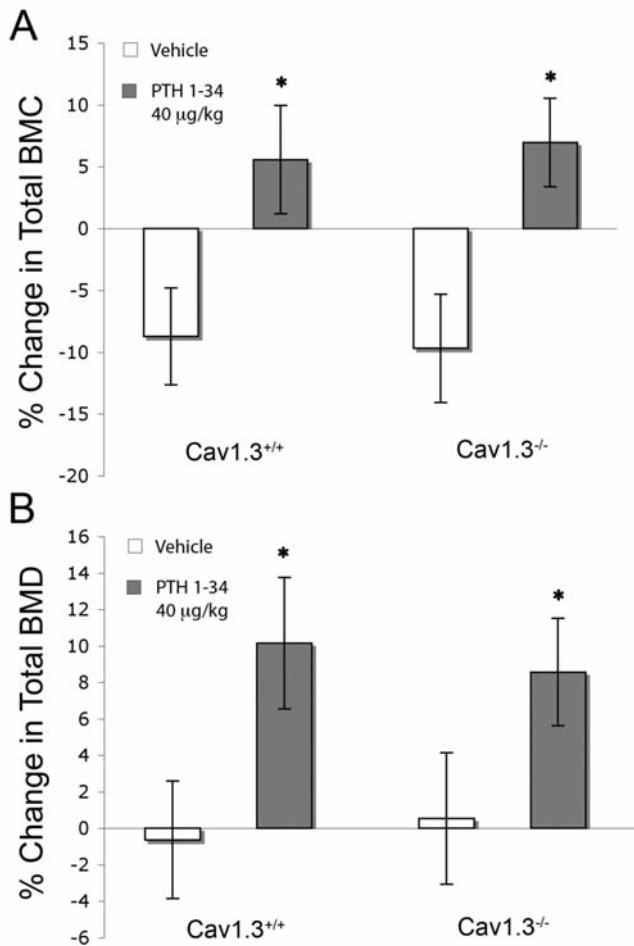 A
% Change in Total BMC
15
10
5
0
-5
-10
-15
-20
Vehicle
PTH 1-34
40 μg/kg
*
*
Cav1.3+/+
Cav1.3-/-
B
% Change in Total BMD
16
14
12
10
8
6
4
2
0
-2
-4
-6
Vehicle
PTH 1-34
40 μg/kg
*
*
Cav1.3+/+
Cav1.3-/-